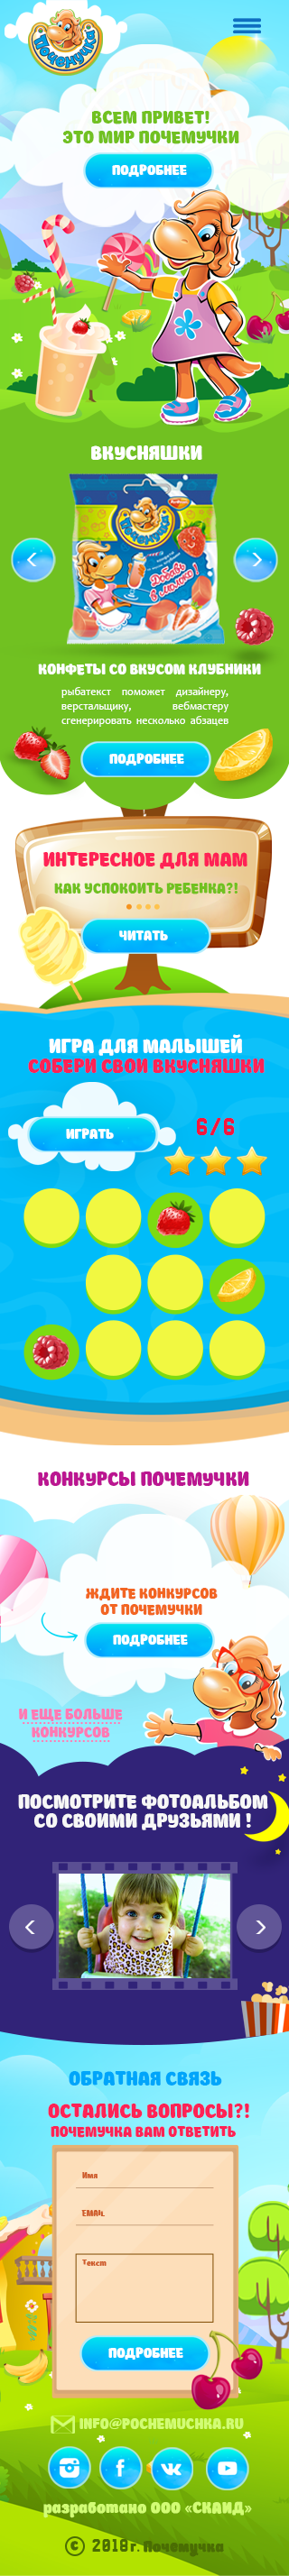 Почемучка
ВСЕМ ПРИВЕТ!
ЭТО МИР ПОЧЕМУЧКИ
ПОДРОБНЕЕ
ВКУСНЯШКИ
Почемучка
Добавь
в молоко!
КОНФЕТЫ СО ВКУСОМ КЛУБНИКИ
рыбатекст поможет дизайнеру,
верстальщику, вебмастеру
сгенерировать несколько абзацев
ПОДРОБНЕЕ
ИНТЕРЕСНОЕ ДЛЯ МАМ
КАК УСПОКОИТЬ РЕБЕНКА?!
ЧИТАТЬ
ИГРА ДЛЯ МАЛЫШЕЙ
СОБЕРИ СВОИ ВКУСНЯШКИ
ИГРАТЬ
6/6
КОНКУРСЫ ПОЧЕМУЧКИ
ЖДИТЕ КОНКУРСОВ
ОТ ПОЧЕМУЧКИ
ПОДРОБНЕЕ
И ЕЩЕ БОЛЬШЕ
КОНКУРСОВ
ПОСМОТРИТЕ ФОТОАЛЬБОМ
СО СВОИМИ ДРУЗЬЯМИ !
ОБРАТНАЯ СВЯЗЬ
ОСТАЛИСЬ ВОПРОСЫ?!
ПОЧЕМУЧКА ВАМ ОТВЕТИТЬ
Имя
EMAIL
Текст
ПОДРОБНЕЕ
INFO@POCHEMUCHKA.RU
разработано ООО «СКАИД»
© 2018г. Почемучка